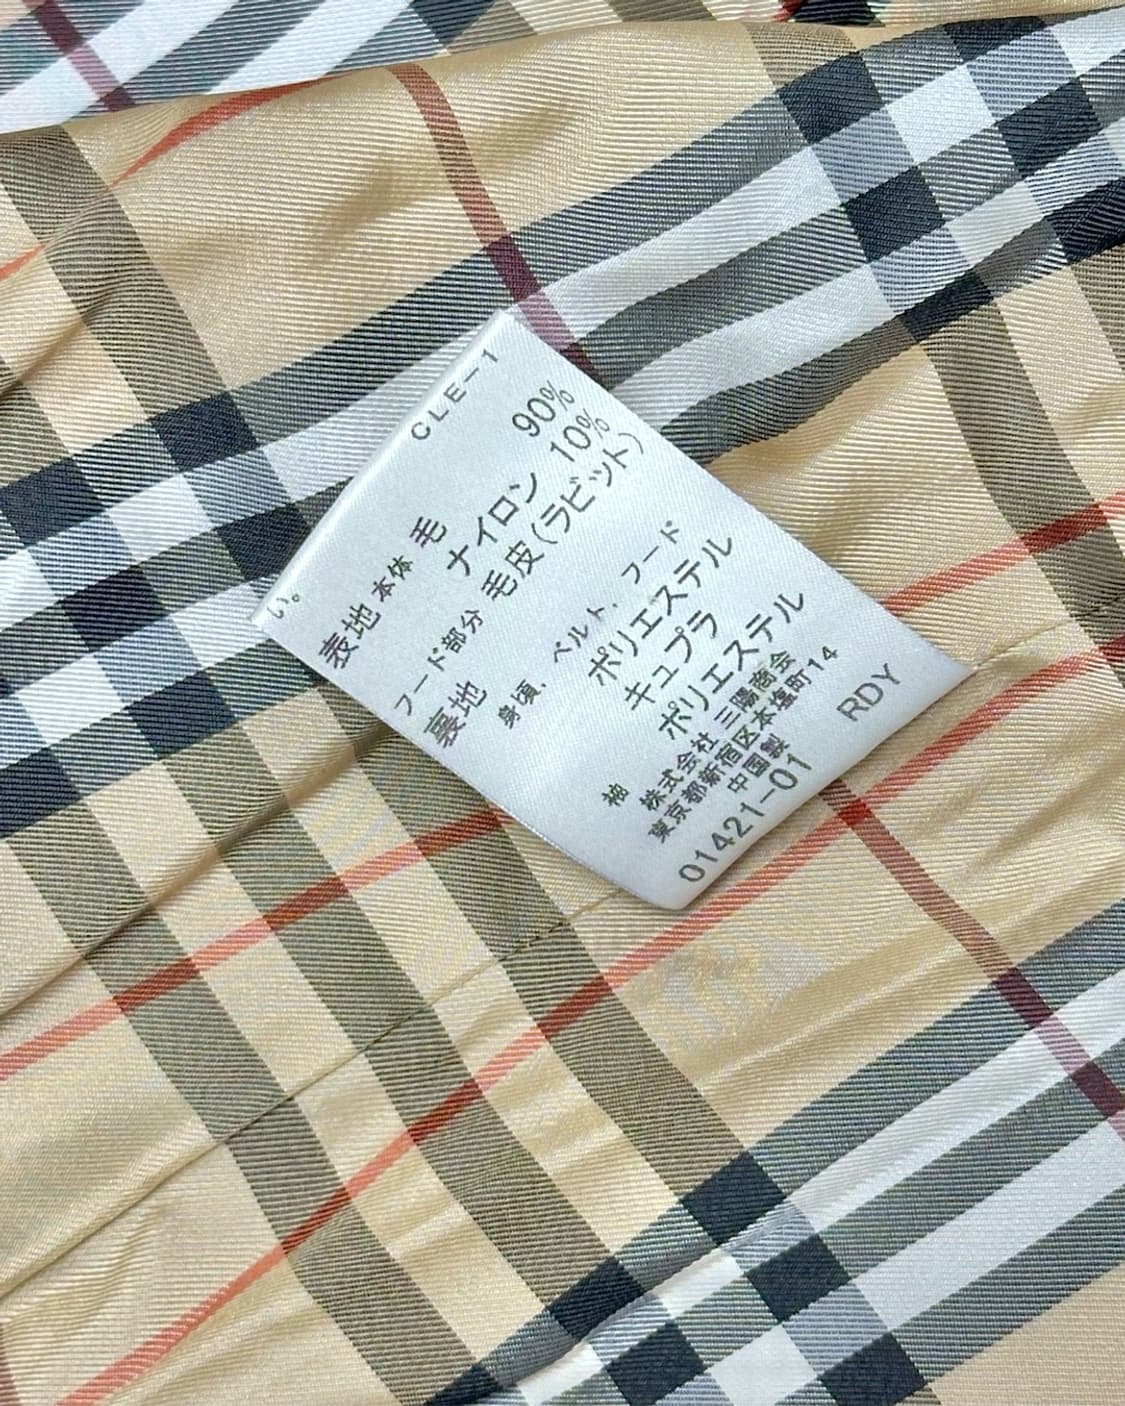 CLE−1
い。
表地 本体 毛 90%
ナイロン 10%
フード部分 毛皮(ラビット)
裏地
身頃、ベルト、フード
ポリエステル
キュプラ
袖 ポリエステル
株式会社 三陽商会
東京都新宿区本塩町14
中国製
01421−01 RDY